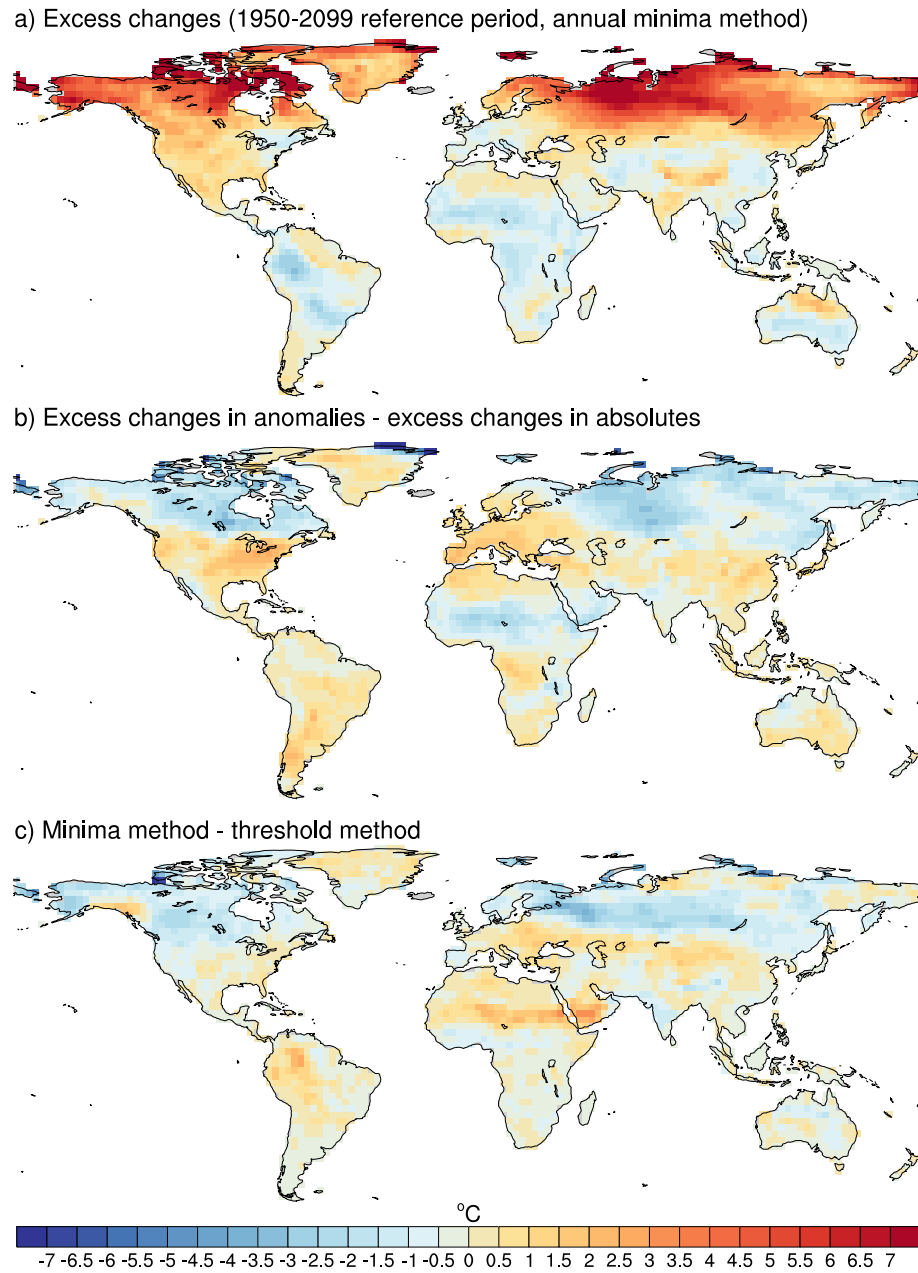 a) Excess changes (1950-2099 reference period, annual minima method)
b) Excess changes in anomalies - excess changes in absolutes
c) Minima method - threshold method
°C
-7 -6.5 -6 -5.5 -5 -4.5 -4 -3.5 -3 -2.5 -2 -1.5 -1 -0.5 0 0.5 1 1.5 2 2.5 3 3.5 4 4.5 5 5.5 6 6.5 7